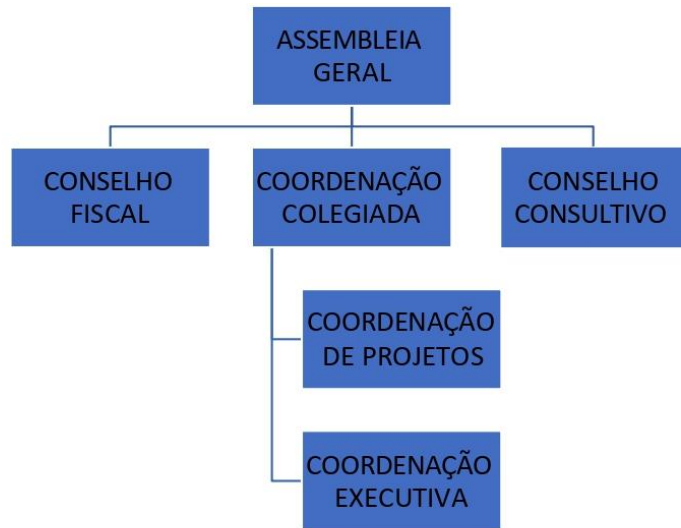 ASSEMBLEIA
GERAL
CONSELHO
FISCAL
COORDENAÇÃO
COLEGIADA
CONSELHO
CONSULTIVO
COORDENAÇÃO
DE PROJETOS
COORDENAÇÃO
EXECUTIVA